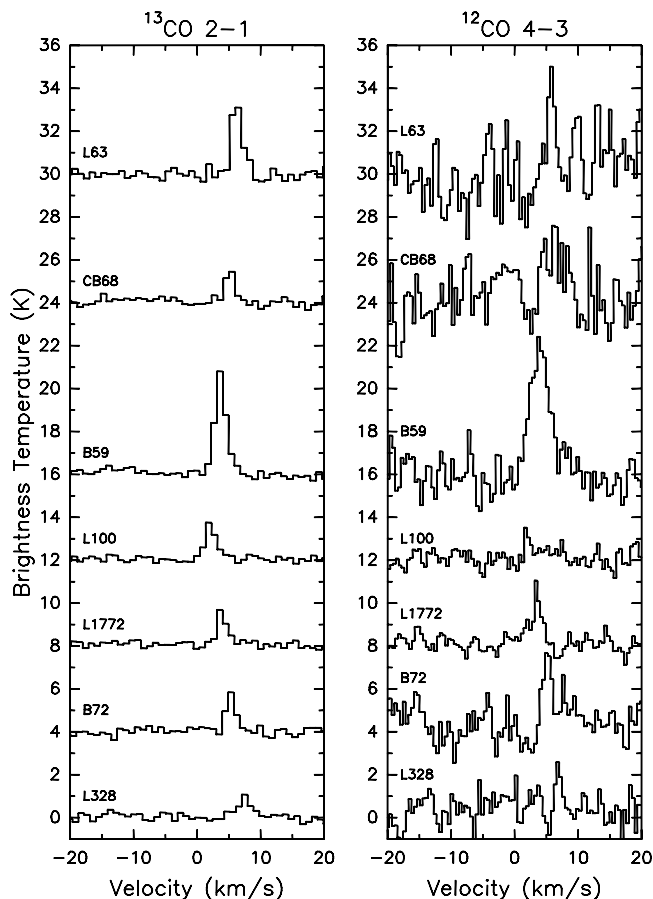 ¹³CO 2−1
¹²CO 4−3
Brightness Temperature (K)
36
34
32
30
28
26
24
22
20
18
16
14
12
10
8
6
4
2
0
L63
CB68
B59
L100
L1772
B72
L328
L63
CB68
B59
L100
L1772
B72
L328
−20 −10 0 10 20
−20 −10 0 10 20
Velocity (km/s)
Velocity (km/s)